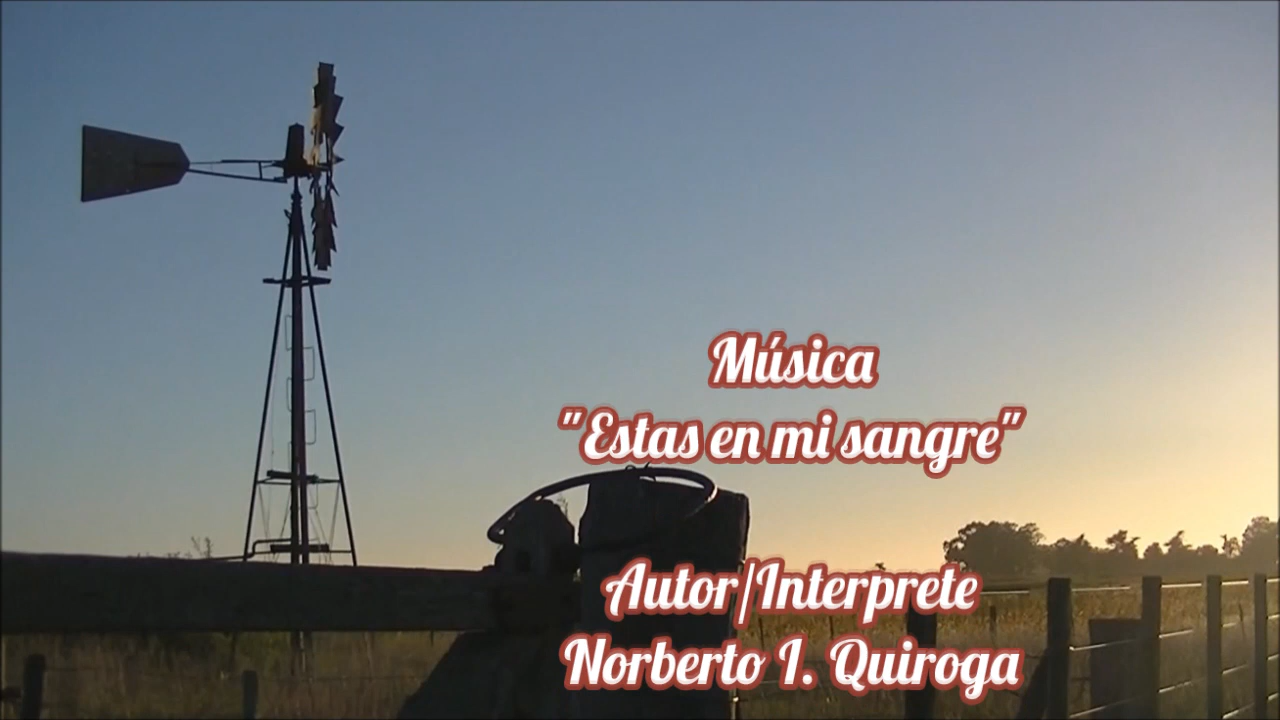 Música
"Estas en mi sangre"
Autor/Interprete
Norberto I. Quiroga